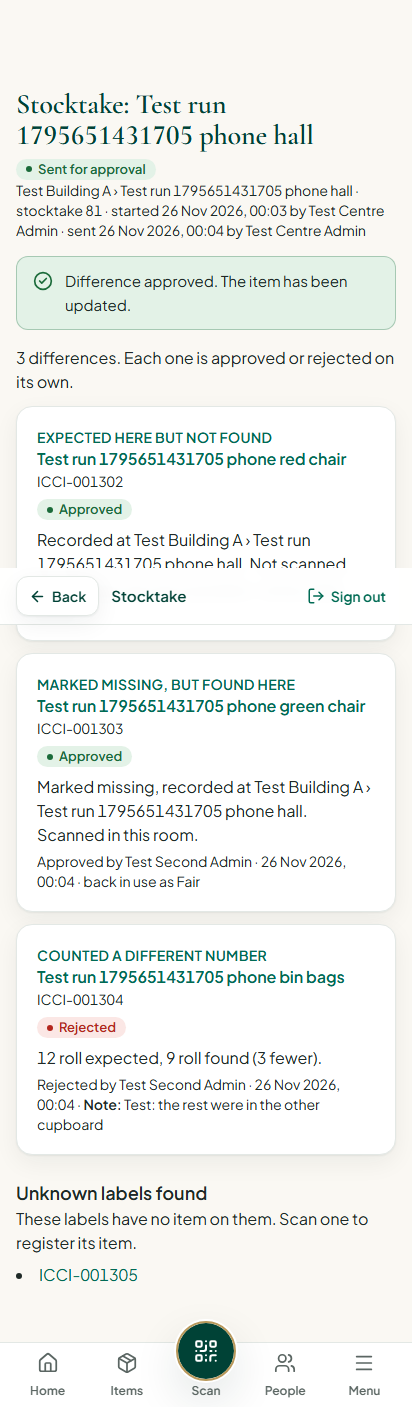 Stocktake: Test run
1795651431705 phone hall
Sent for approval
Test Building A › Test run 1795651431705 phone hall ·
stocktake 81 · started 26 Nov 2026, 00:03 by Test Centre
Admin · sent 26 Nov 2026, 00:04 by Test Centre Admin
Difference approved. The item has been
updated.
3 differences. Each one is approved or rejected on
its own.
EXPECTED HERE BUT NOT FOUND
Test run 1795651431705 phone red chair
ICCI-001302
Approved
Recorded at Test Building A › Test run
1795651431705 phone hall. Not scanned
Back
Stocktake
Sign out
MARKED MISSING, BUT FOUND HERE
Test run 1795651431705 phone green chair
ICCI-001303
Approved
Marked missing, recorded at Test Building A ›
Test run 1795651431705 phone hall.
Scanned in this room.
Approved by Test Second Admin · 26 Nov 2026,
00:04 · back in use as Fair
COUNTED A DIFFERENT NUMBER
Test run 1795651431705 phone bin bags
ICCI-001304
Rejected
12 roll expected, 9 roll found (3 fewer).
Rejected by Test Second Admin · 26 Nov 2026,
00:04 · Note: Test: the rest were in the other
cupboard
Unknown labels found
These labels have no item on them. Scan one to
register its item.
• ICCI-001305
Home
Items
Scan
People
Menu